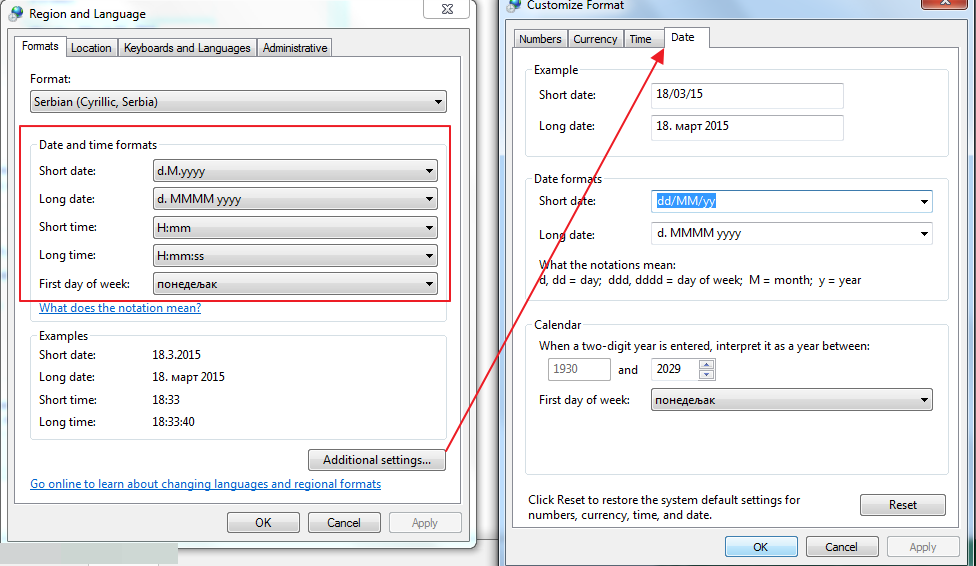 Region and Language
Formats
Location
Keyboards and Languages
Administrative
Format:
Serbian (Cyrillic, Serbia)
Date and time formats
Short date:
d.M.yyyy
Long date:
d. MMMM yyyy
Short time:
H:mm
Long time:
H:mm:ss
First day of week:
понедељак
What does the notation mean?
Examples
Short date:
18.3.2015
Long date:
18. март 2015
Short time:
18:33
Long time:
18:33:40
Additional settings...
Go online to learn about changing languages and regional formats
OK
Cancel
Apply
Customize Format
Numbers
Currency
Time
Date
Example
Short date:
18/03/15
Long date:
18. март 2015
Date formats
Short date:
dd/MM/yy
Long date:
d. MMMM yyyy
What the notations mean:
d, dd = day; ddd, dddd = day of week; M = month; y = year
Calendar
When a two-digit year is entered, interpret it as a year between:
1930
and
2029
First day of week:
понедељак
Click Reset to restore the system default settings for
numbers, currency, time, and date.
Reset
OK
Cancel
Apply